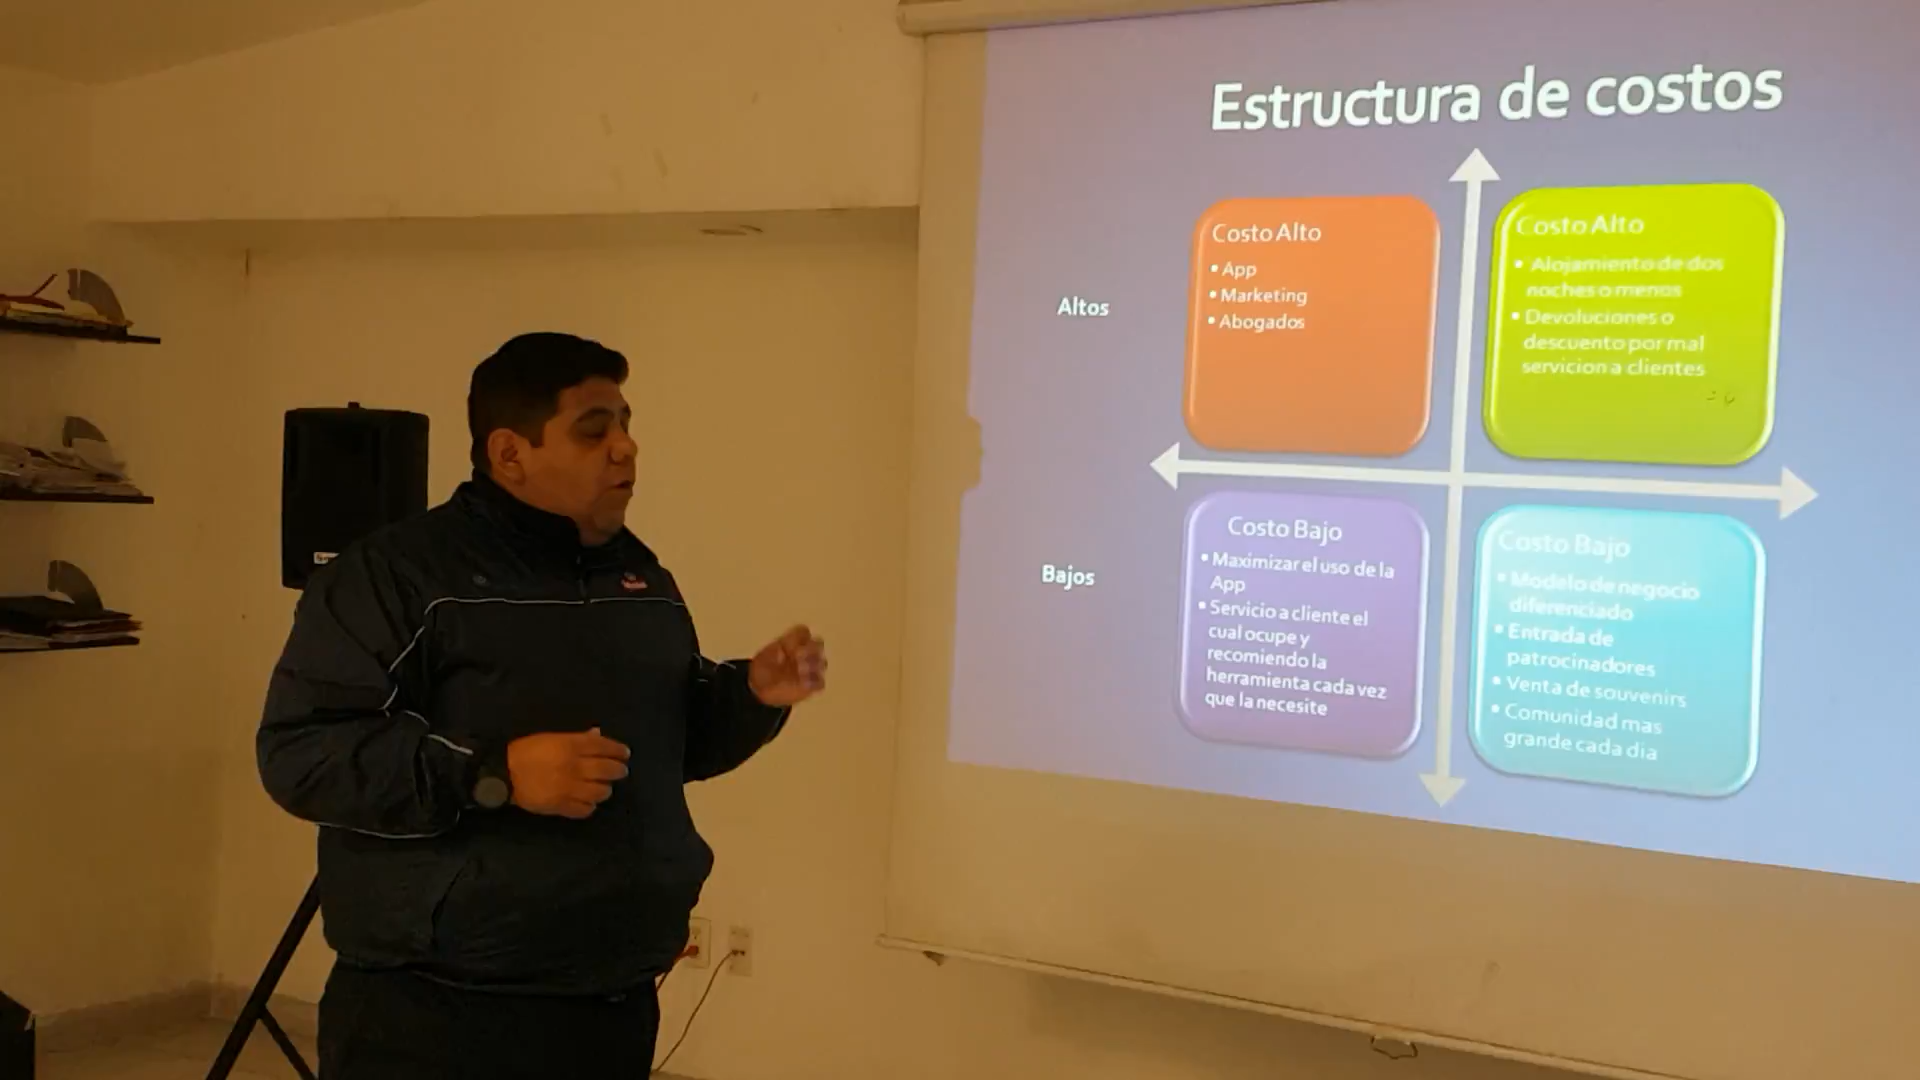 Estructura de costos
Altos
Costo Alto
• App
• Marketing
• Abogados
Costo Alto
• Alojamiento de dos
noches o menos
• Devoluciones o
descuento por mal
servicion a clientes
Bajos
Costo Bajo
• Maximizar el uso de la
App
• Servicio a cliente el
cual ocupe y
recomiendo la
herramienta cada vez
que la necesite
Costo Bajo
• Modelo de negocio
diferenciado
• Entrada de
patrocinadores
• Venta de souvenirs
• Comunidad mas
grande cada dia